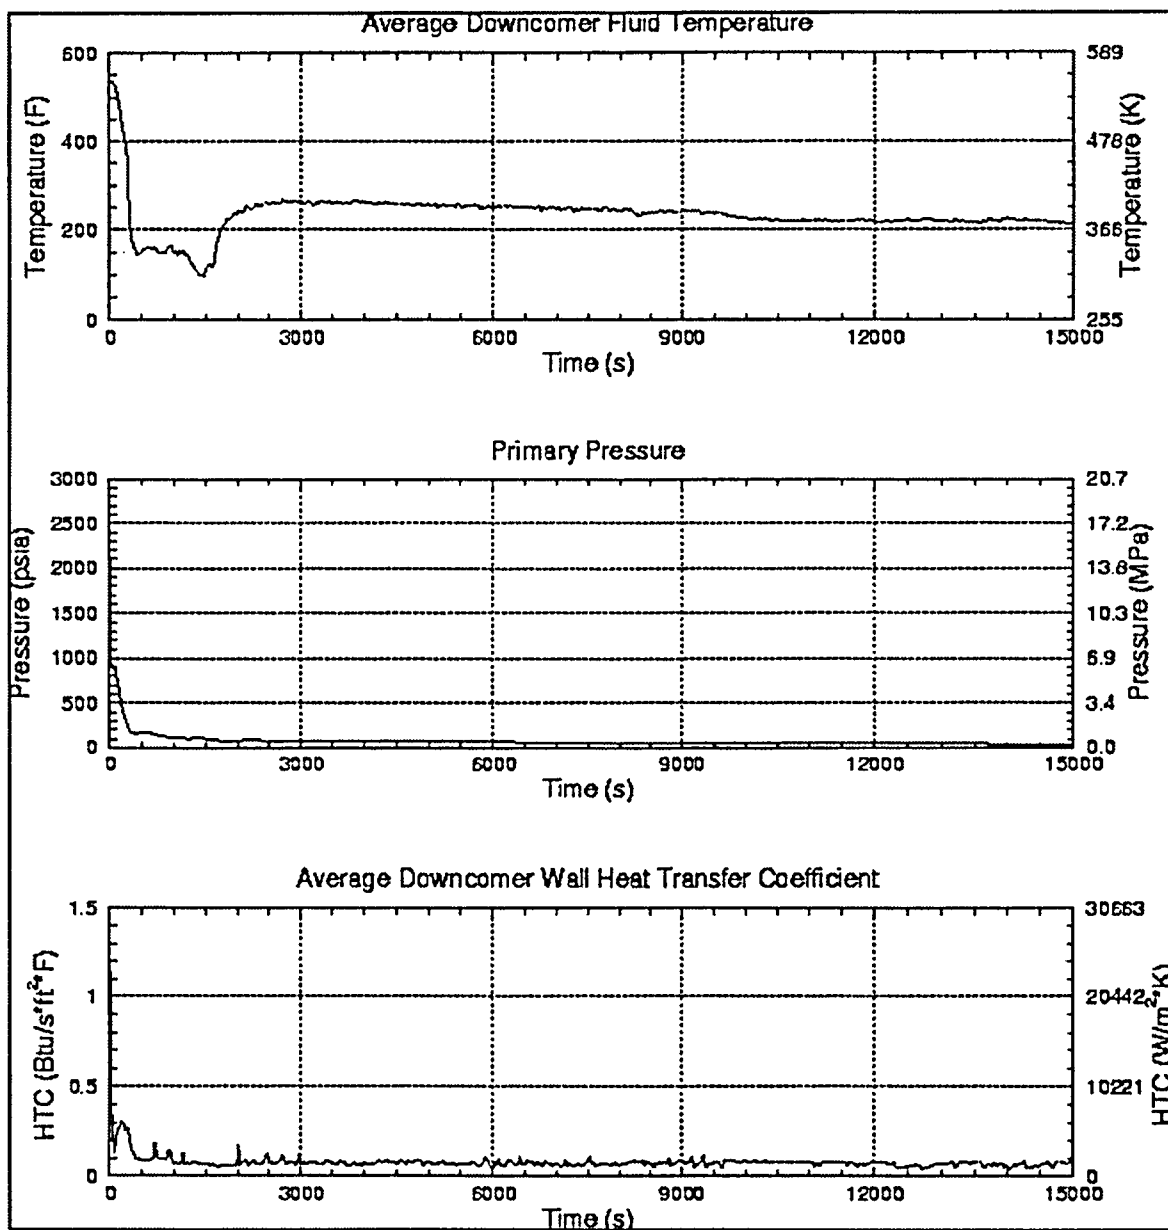 Average Downcomer Fluid Temperature
600 589
400 478
200 366
0 255
Temperature (F)
Temperature (K)
0 3000 6000 9000 12000 15000
Time (s)
Primary Pressure
3000 20.7
2500 17.2
2000 13.8
1500 10.3
1000 6.9
500 3.4
0 0.0
Pressure (psia)
Pressure (MPa)
0 3000 6000 9000 12000 15000
Time (s)
Average Downcomer Wall Heat Transfer Coefficient
1.5 30663
1 20442
0.5 10221
0 0
HTC (Btu/s*ft²*F)
HTC (W/m²*K)
0 3000 6000 9000 12000 15000
Time (s)